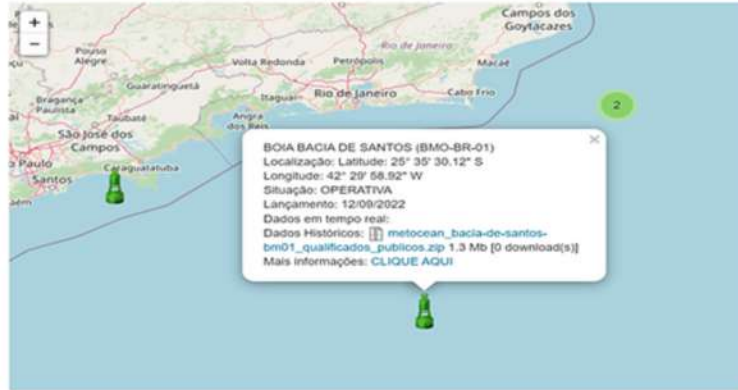 +
−
Campos dos
Goytacazes
Pouso
Alegre
Volta Redonda
Petrópolis
Rio de Janeiro
Macaé
Guaratinguetá
Itaguaí
Rio de Janeiro
Cabo Frio
Bragança
Paulista
Taubaté
Angra
dos Reis
São José dos
Campos
Paulo
Santos
Caraguatatuba
2
BOIA BACIA DE SANTOS (BMO-BR-01)
Localização: Latitude: 25° 35' 30.12" S
Longitude: 42° 29' 58.92" W
Situação: OPERATIVA
Lançamento: 12/09/2022
Dados em tempo real:
Dados Históricos: metocean_bacia-de-santos-
bm01_qualificados_publicos.zip 1.3 Mb [0 download(s)]
Mais informações: CLIQUE AQUI
×